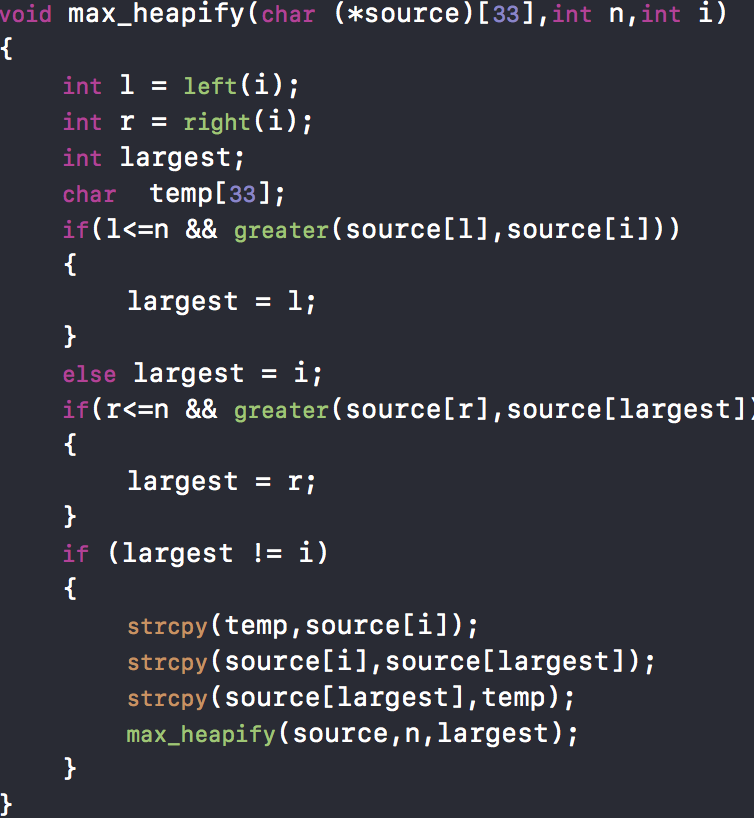 void max_heapify(char (*source)[33],int n,int i)
{
    int l = left(i);
    int r = right(i);
    int largest;
    char  temp[33];
    if(l<=n && greater(source[l],source[i]))
    {
        largest = l;
    }
    else largest = i;
    if(r<=n && greater(source[r],source[largest])
    {
        largest = r;
    }
    if (largest != i)
    {
        strcpy(temp,source[i]);
        strcpy(source[i],source[largest]);
        strcpy(source[largest],temp);
        max_heapify(source,n,largest);
    }
}